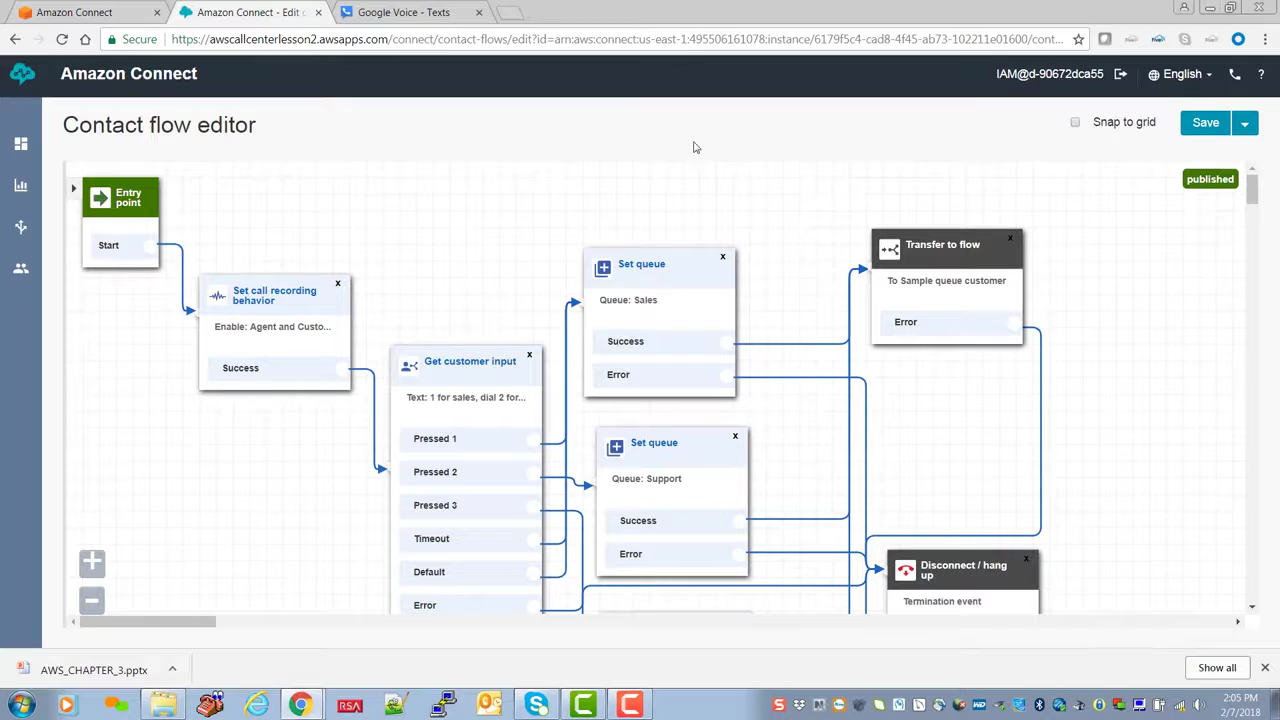 Amazon Connect
Amazon Connect - Edit c
Google Voice - Texts
Secure
https://awscallcenterlesson2.awsapps.com/connect/contact-flows/edit?id=arn:aws:connect:us-east-1:495506161078:instance/6179f5c4-cad8-4f45-ab73-102211e01600/cont...
Amazon Connect
IAM@d-90672dca55
English
?
Contact flow editor
Snap to grid
Save
published
Entry
point
Start
Set call recording
behavior
x
Enable: Agent and Custo...
Success
Get customer input
x
Text: 1 for sales, dial 2 for...
Pressed 1
Pressed 2
Pressed 3
Timeout
Default
Error
Set queue
x
Queue: Sales
Success
Error
Set queue
x
Queue: Support
Success
Error
Transfer to flow
x
To Sample queue customer
Error
Disconnect / hang
up
x
Termination event
AWS_CHAPTER_3.pptx
Show all
RSA
2:05 PM
2/7/2018